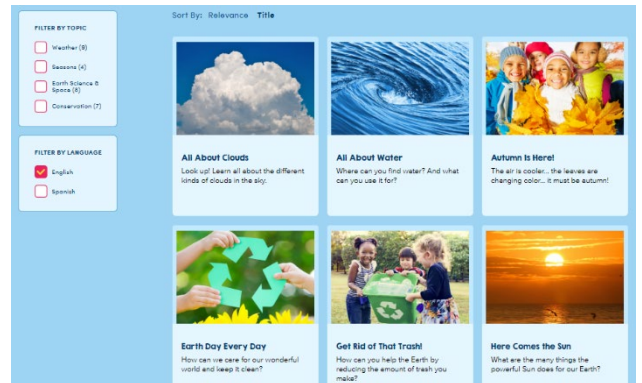 Sort By: Relevance Title
FILTER BY TOPIC
Weather (8)
Seasons (4)
Earth Science &
Space (8)
Conservation (7)
FILTER BY LANGUAGE
English
Spanish
All About Clouds
Look up! Learn all about the different
kinds of clouds in the sky.
All About Water
Where can you find water? And what
can you use it for?
Autumn Is Here!
The air is cooler... the leaves are
changing color... it must be autumn!
Earth Day Every Day
How can we care for our wonderful
world and keep it clean?
Get Rid of That Trash!
How can you help the Earth by
reducing the amount of trash you
make?
Here Comes the Sun
What are the many things the
powerful Sun does for our Earth?